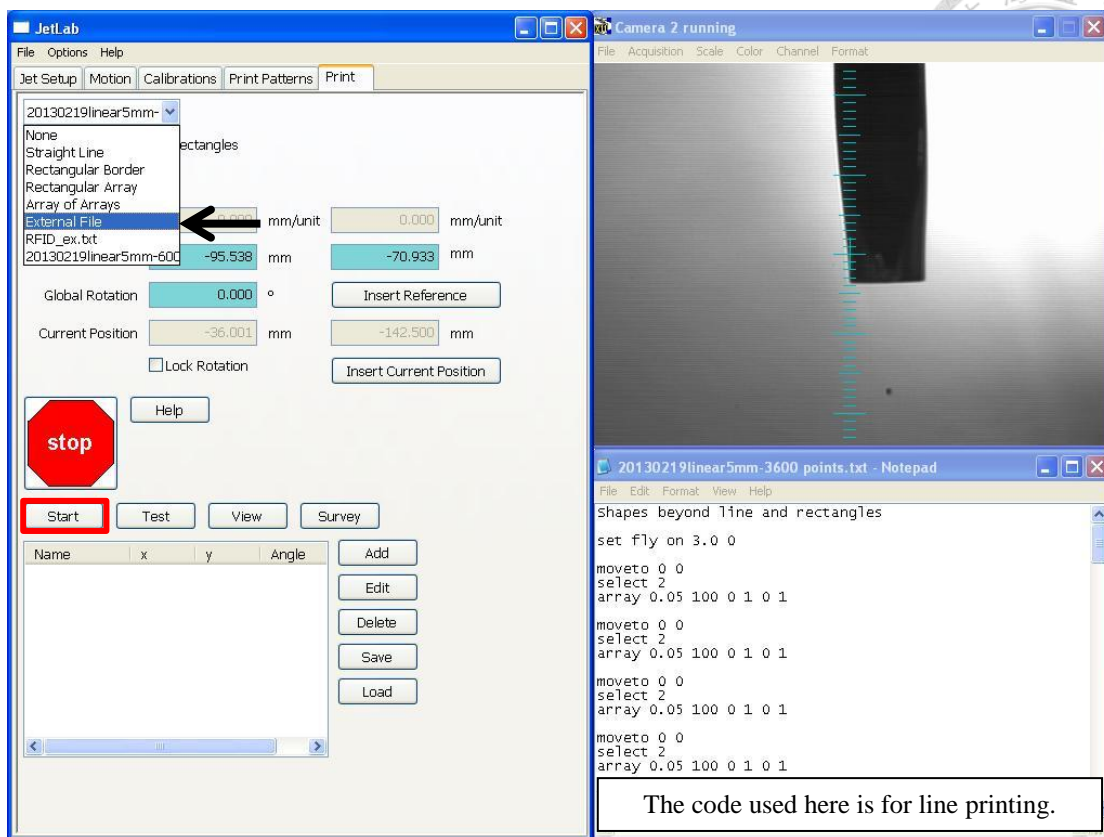 JetLab
File Options Help
Jet Setup Motion Calibrations Print Patterns Print
20130219linear5mm-
None
Straight Line
Rectangular Border
Rectangular Array
Array of Arrays
External File
RFID_ex.txt
20130219linear5mm-600
ectangles
0.000 mm/unit 0.000 mm/unit
-95.538 mm -70.933 mm
Global Rotation 0.000 ° Insert Reference
Current Position -36.001 mm -142.500 mm
Lock Rotation Insert Current Position
stop
Help
Start Test View Survey
Name x y Angle
Add
Edit
Delete
Save
Load
Camera 2 running
File Acquisition Scale Color Channel Format
20130219linear5mm-3600 points.txt - Notepad
File Edit Format View Help
Shapes beyond line and rectangles
set fly on 3.0 0
moveto 0 0
select 2
array 0.05 100 0 1 0 1
moveto 0 0
select 2
array 0.05 100 0 1 0 1
moveto 0 0
select 2
array 0.05 100 0 1 0 1
moveto 0 0
select 2
array 0.05 100 0 1 0 1
The code used here is for line printing.